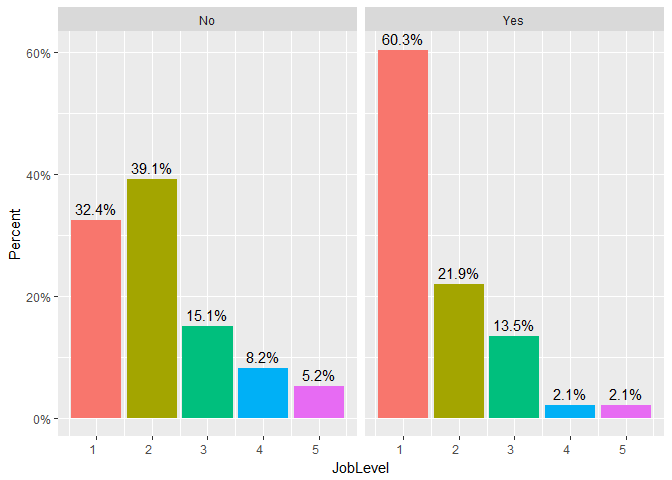 No
Yes
60%
40%
20%
0%
Percent
32.4%
39.1%
15.1%
8.2%
5.2%
60.3%
21.9%
13.5%
2.1%
2.1%
1 2 3 4 5
1 2 3 4 5
JobLevel